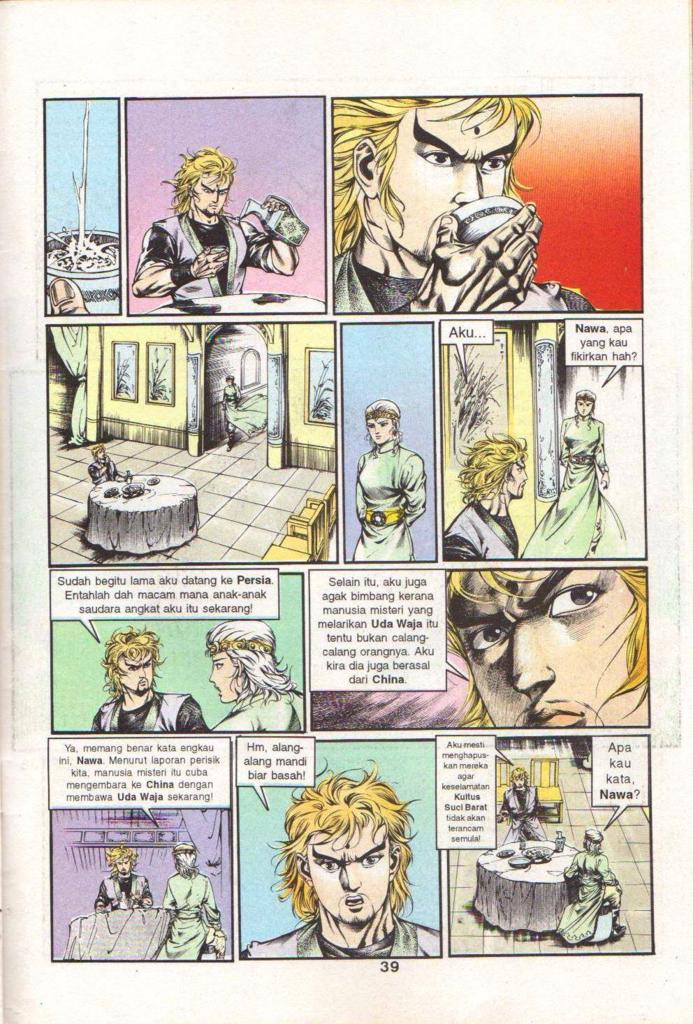 Aku...
Nawa, apa
yang kau
fikirkan hah?
Sudah begitu lama aku datang ke Persia.
Entahlah dah macam mana anak-anak
saudara angkat aku itu sekarang!
Selain itu, aku juga
agak bimbang kerana
manusia misteri yang
melarikan Uda Waja itu
tentu bukan calang-
calang orangnya. Aku
kira dia juga berasal
dari China.
Ya, memang benar kata engkau
ini, Nawa. Menurut laporan perisik
kita, manusia misteri itu cuba
mengembara ke China dengan
membawa Uda Waja sekarang!
Hm, alang-
alang mandi
biar basah!
Aku mesti
menghapus-
kan mereka
agar
keselamatan
Kultus
Suci Barat
tidak akan
terancam
semula!
Apa
kau
kata,
Nawa?
39